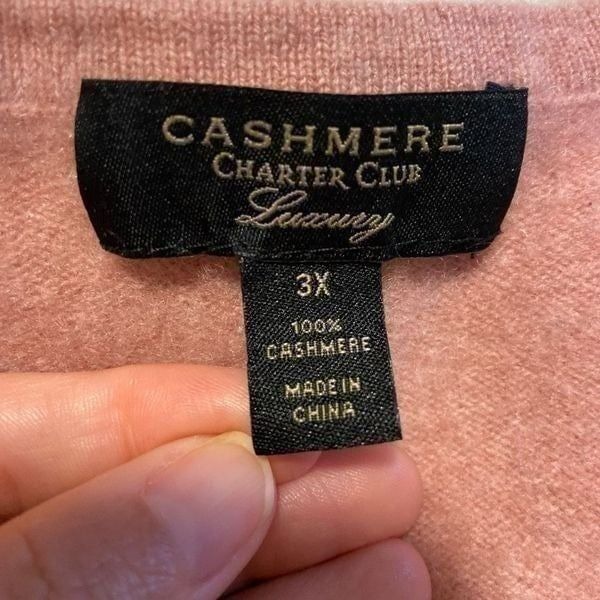 CASHMERE
CHARTER CLUB
Luxury
3X
100%
CASHMERE
MADE IN
CHINA